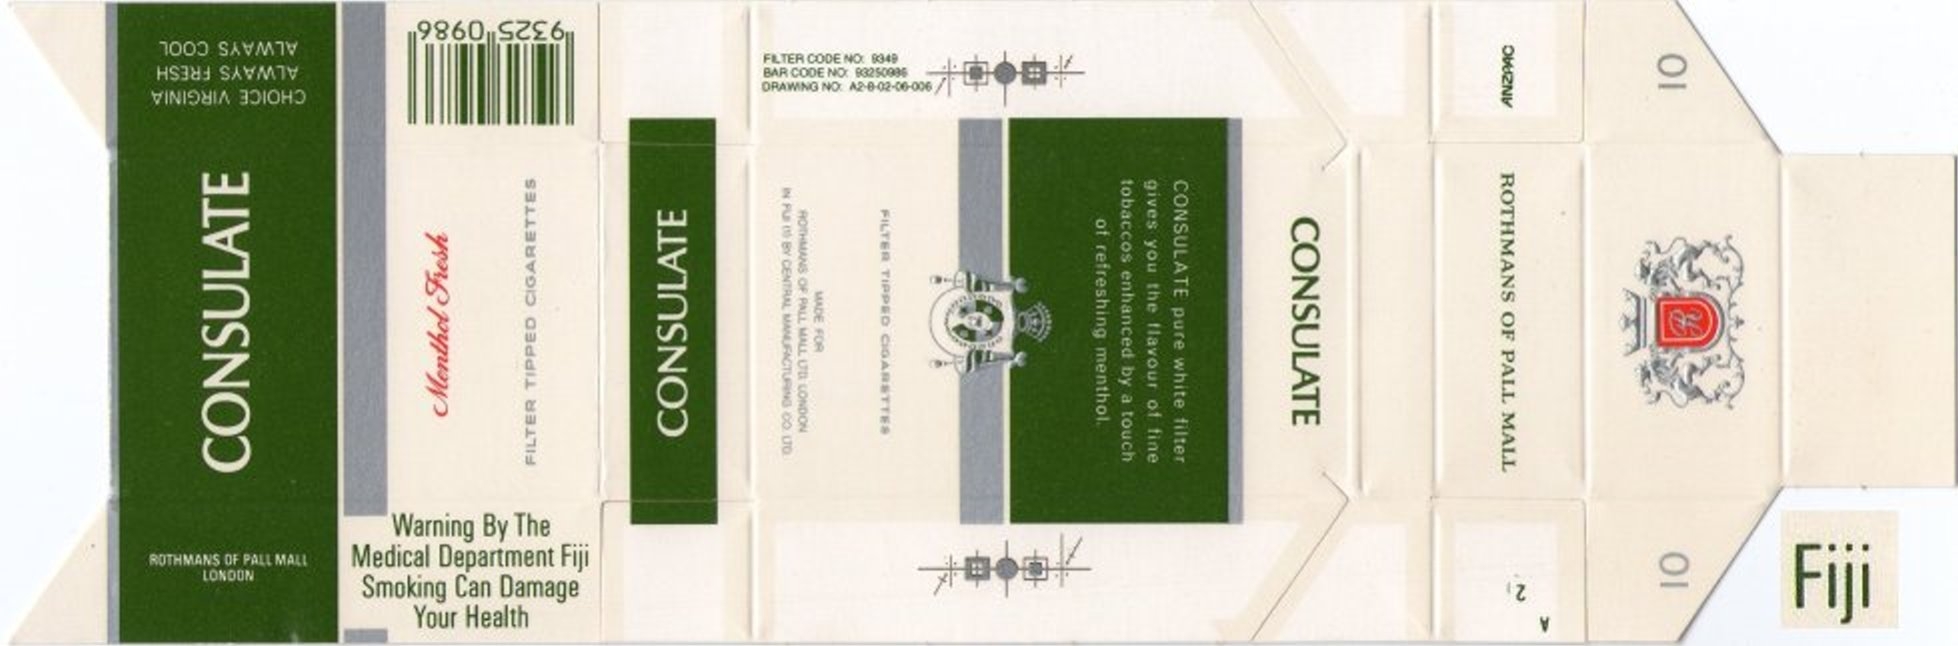 CHOICE VIRGINIA
ALWAYS FRESH
ALWAYS COOL
CONSULATE
ROTHMANS OF PALL MALL
LONDON
9325 0986
Menthol Fresh
FILTER TIPPED CIGARETTES
Warning By The
Medical Department Fiji
Smoking Can Damage
Your Health
CONSULATE
FILTER CODE NO: 9349
BAR CODE NO: 93250986
DRAWING NO: A2-8-02-06-006
FILTER TIPPED CIGARETTES
MADE FOR
ROTHMANS OF PALL MALL LTD. LONDON
IN FIJI (1) BY CENTRAL MANUFACTURING CO. LTD.
CONSULATE pure white filter
gives you the flavour of fine
tobaccos enhanced by a touch
of refreshing menthol.
CONSULATE
ROTHMANS OF PALL MALL
2
A
10
R
10
Fiji